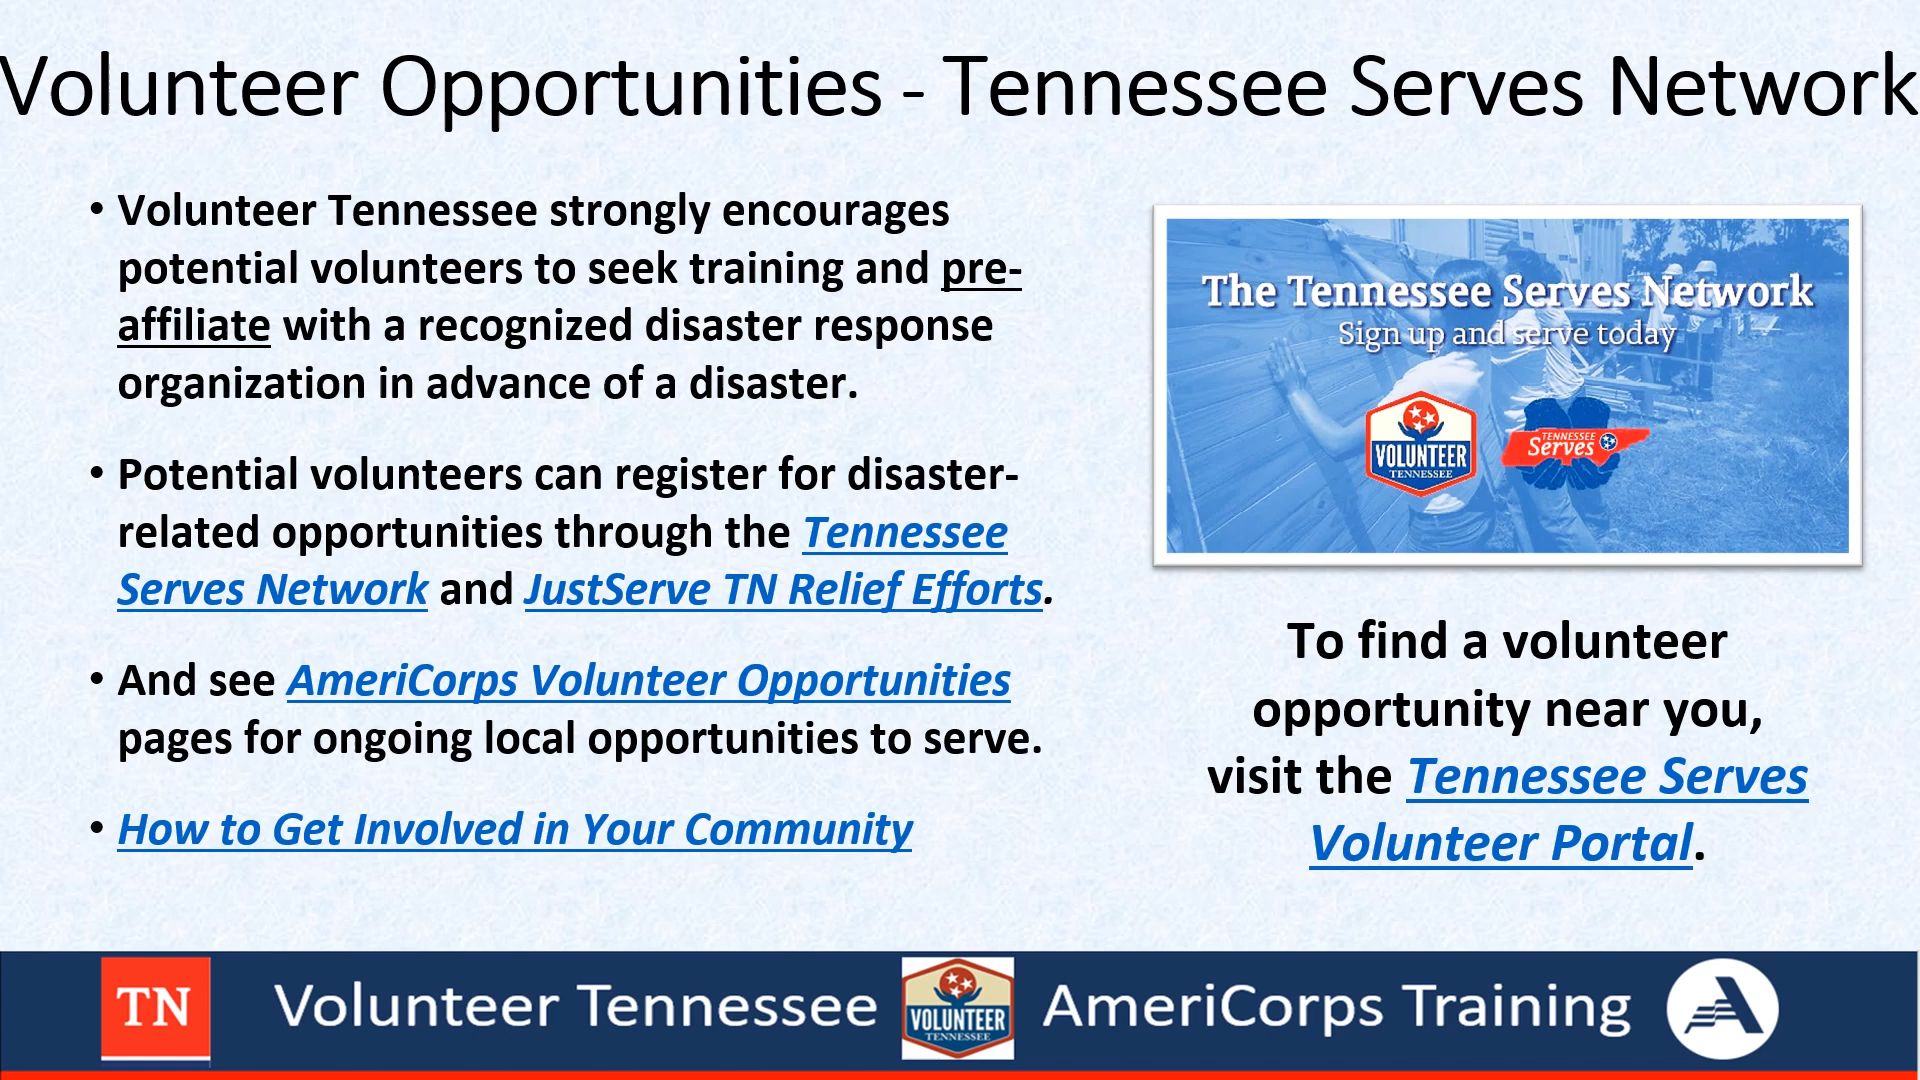 Volunteer Opportunities - Tennessee Serves Network
• Volunteer Tennessee strongly encourages
potential volunteers to seek training and pre-
affiliate with a recognized disaster response
organization in advance of a disaster.
• Potential volunteers can register for disaster-
related opportunities through the Tennessee
Serves Network and JustServe TN Relief Efforts.
• And see AmeriCorps Volunteer Opportunities
pages for ongoing local opportunities to serve.
• How to Get Involved in Your Community
The Tennessee Serves Network
Sign up and serve today
VOLUNTEER
TENNESSEE
TENNESSEE
Serves
To find a volunteer
opportunity near you,
visit the Tennessee Serves
Volunteer Portal.
TN
Volunteer Tennessee
VOLUNTEER
TENNESSEE
AmeriCorps Training